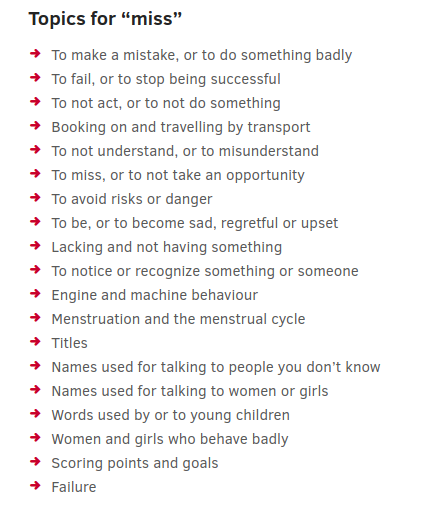 Topics for “miss”
To make a mistake, or to do something badly
To fail, or to stop being successful
To not act, or to not do something
Booking on and travelling by transport
To not understand, or to misunderstand
To miss, or to not take an opportunity
To avoid risks or danger
To be, or to become sad, regretful or upset
Lacking and not having something
To notice or recognize something or someone
Engine and machine behaviour
Menstruation and the menstrual cycle
Titles
Names used for talking to people you don’t know
Names used for talking to women or girls
Words used by or to young children
Women and girls who behave badly
Scoring points and goals
Failure